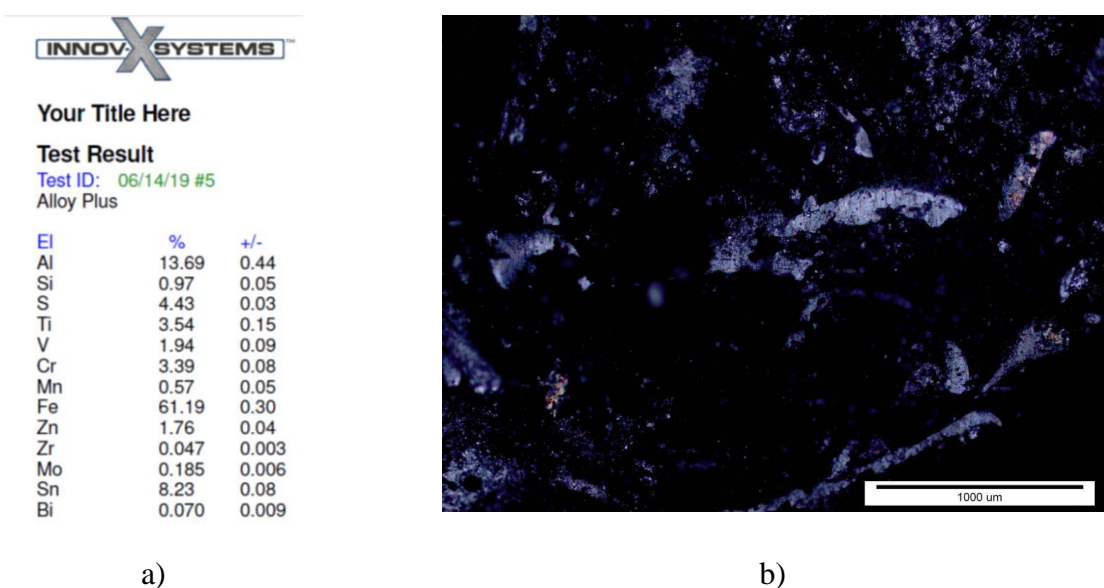 INNOV-X SYSTEMS™
Your Title Here
Test Result
Test ID: 06/14/19 #5
Alloy Plus
El % +/-
Al 13.69 0.44
Si 0.97 0.05
S 4.43 0.03
Ti 3.54 0.15
V 1.94 0.09
Cr 3.39 0.08
Mn 0.57 0.05
Fe 61.19 0.30
Zn 1.76 0.04
Zr 0.047 0.003
Mo 0.185 0.006
Sn 8.23 0.08
Bi 0.070 0.009
1000 um
a) b)